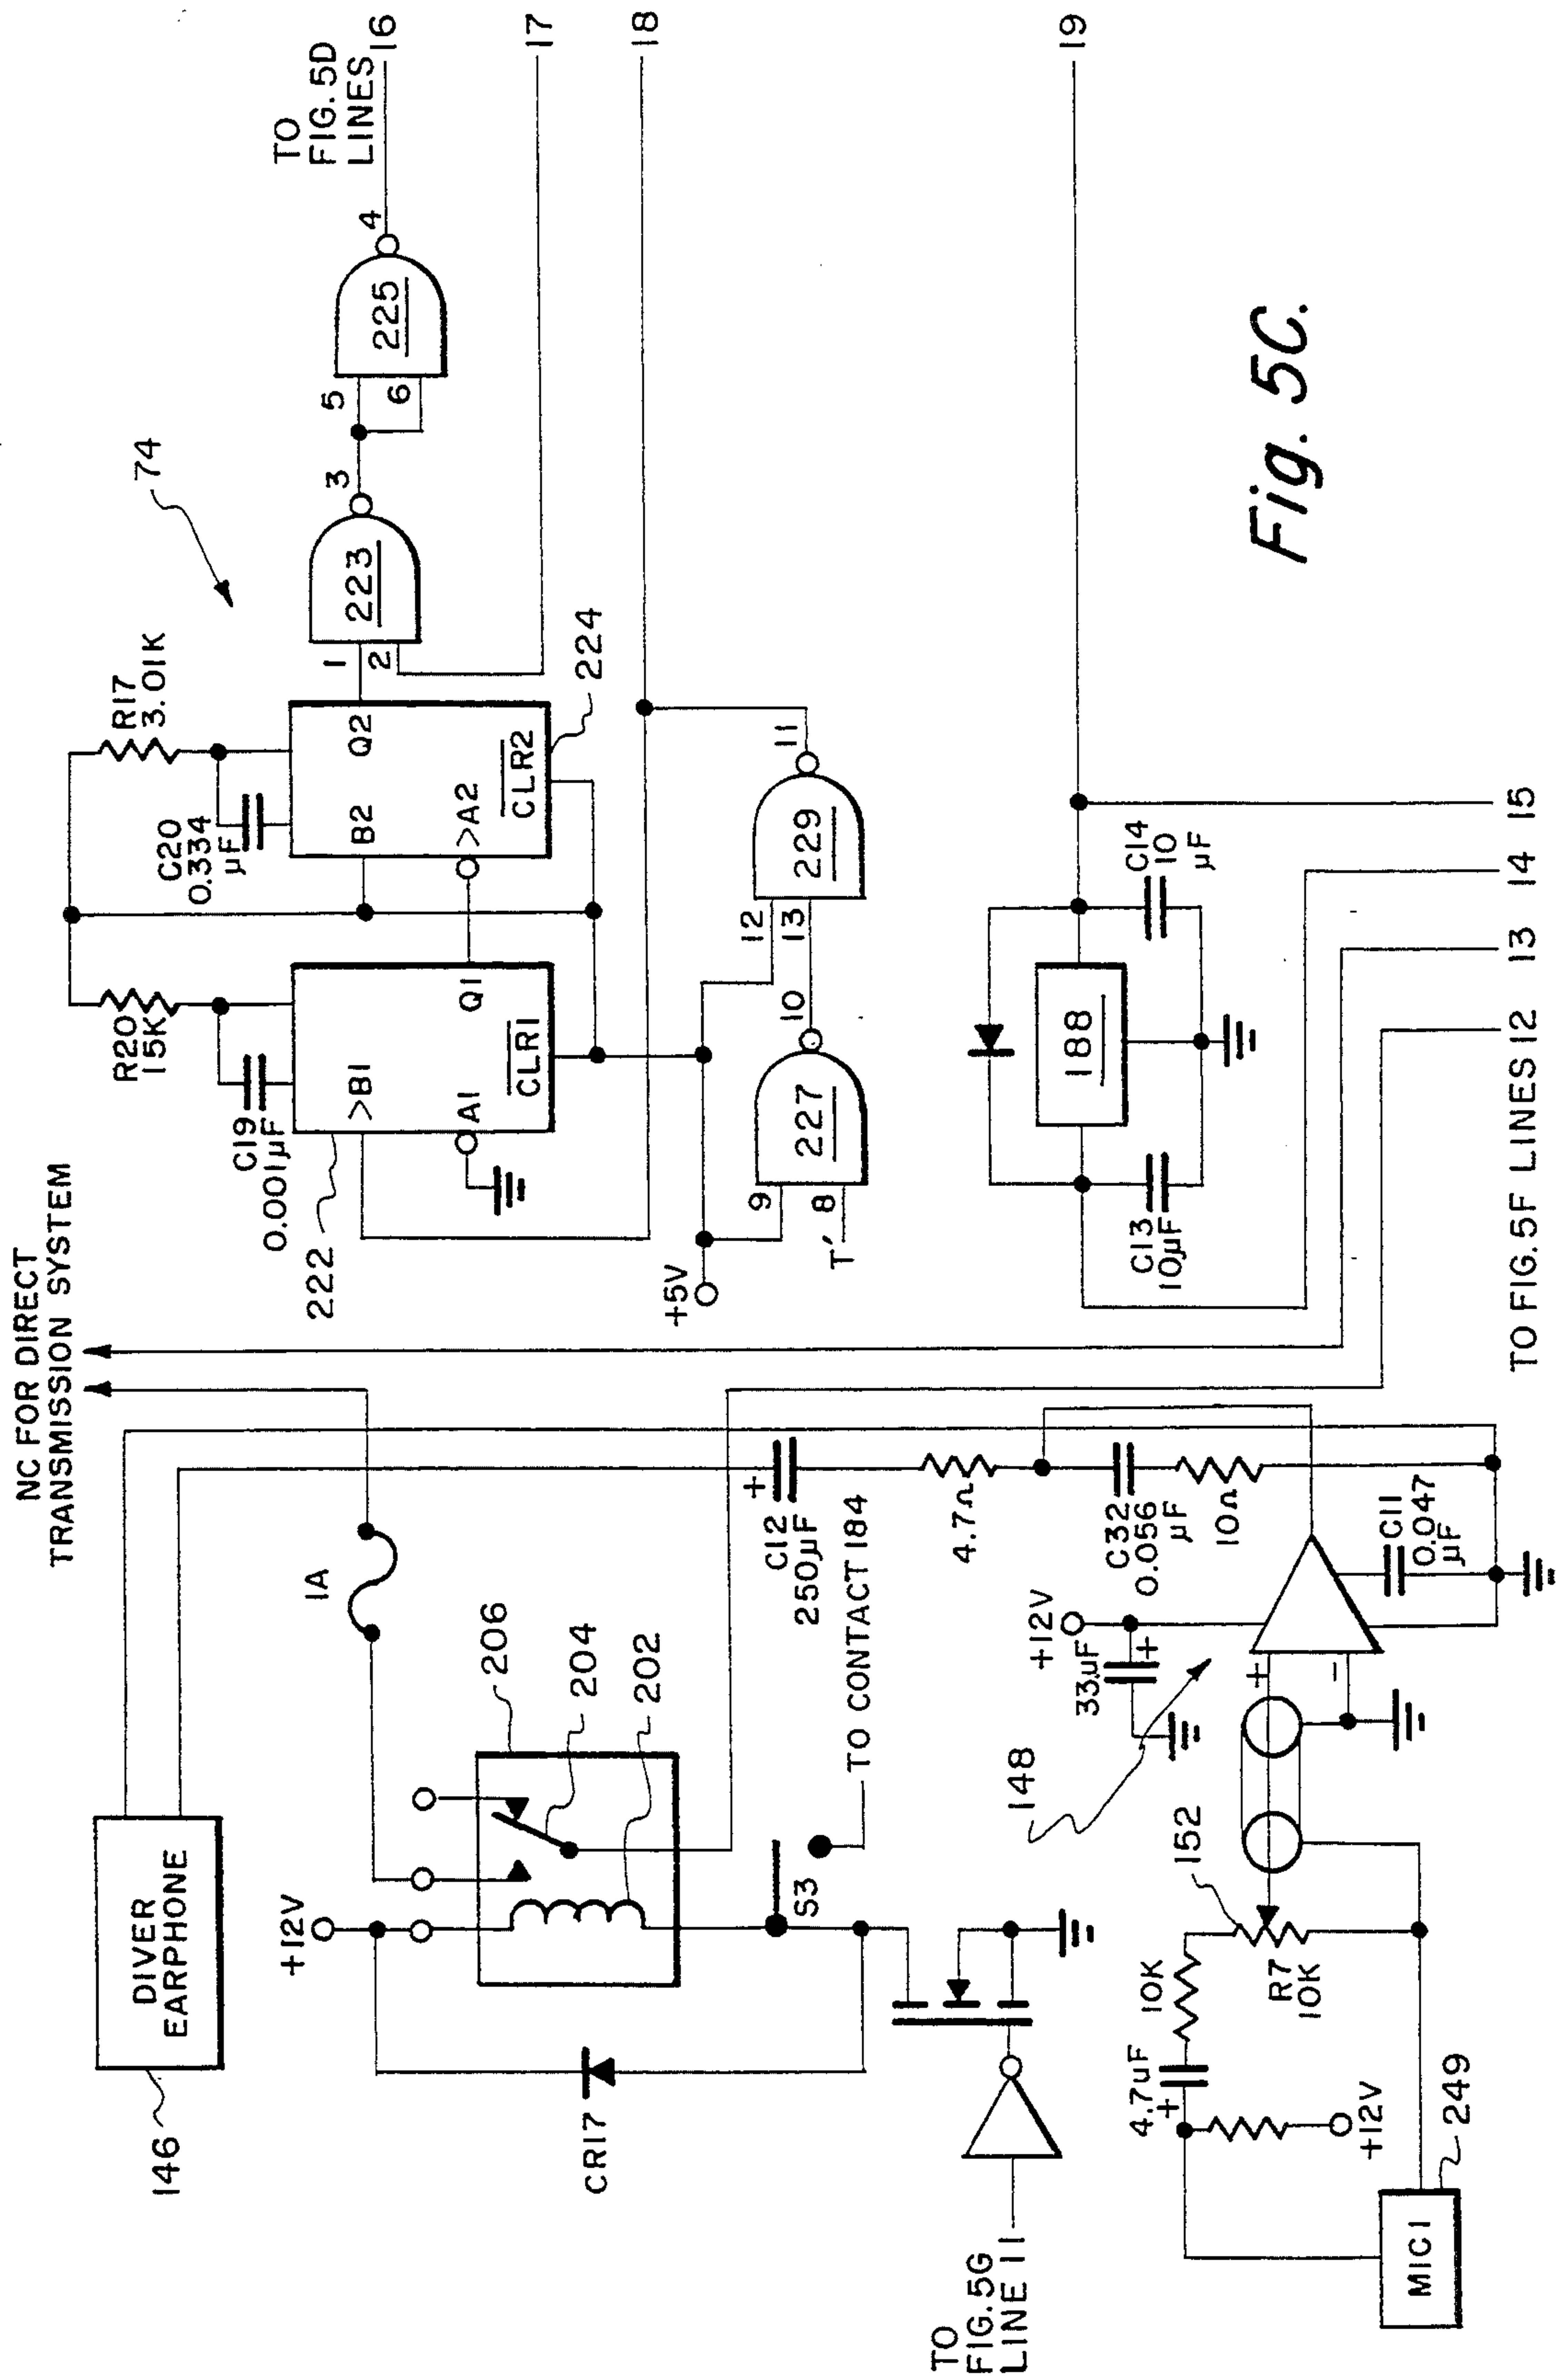 NC FOR DIRECT
TRANSMISSION SYSTEM
DIVER
EARPHONE
146
1A
+12V
206
204
202
CR17
S3
TO CONTACT 184
C12
250µF
+
4.7Ω
C32
0.056
µF
10Ω
C11
0.047
µF
+12V
33µF
+
148
+
−
152
R7
10K
10K
4.7µF
+
+12V
MIC 1
249
TO
FIG. 5G
LINE 11
74
R20
15K
C19
0.001µF
222
>B1
A1
Q1
CLR1
R17
3.01K
C20
0.334
µF
B2
Q2
>A2
CLR2
224
1
2
223
3
5
6
225
4
TO
FIG. 5D
LINES 16
17
18
+5V
9
8
T'
227
10
12
13
229
11
188
C13
10µF
C14
10
µF
19
TO FIG. 5F LINES 12 13 14 15
Fig. 5C.